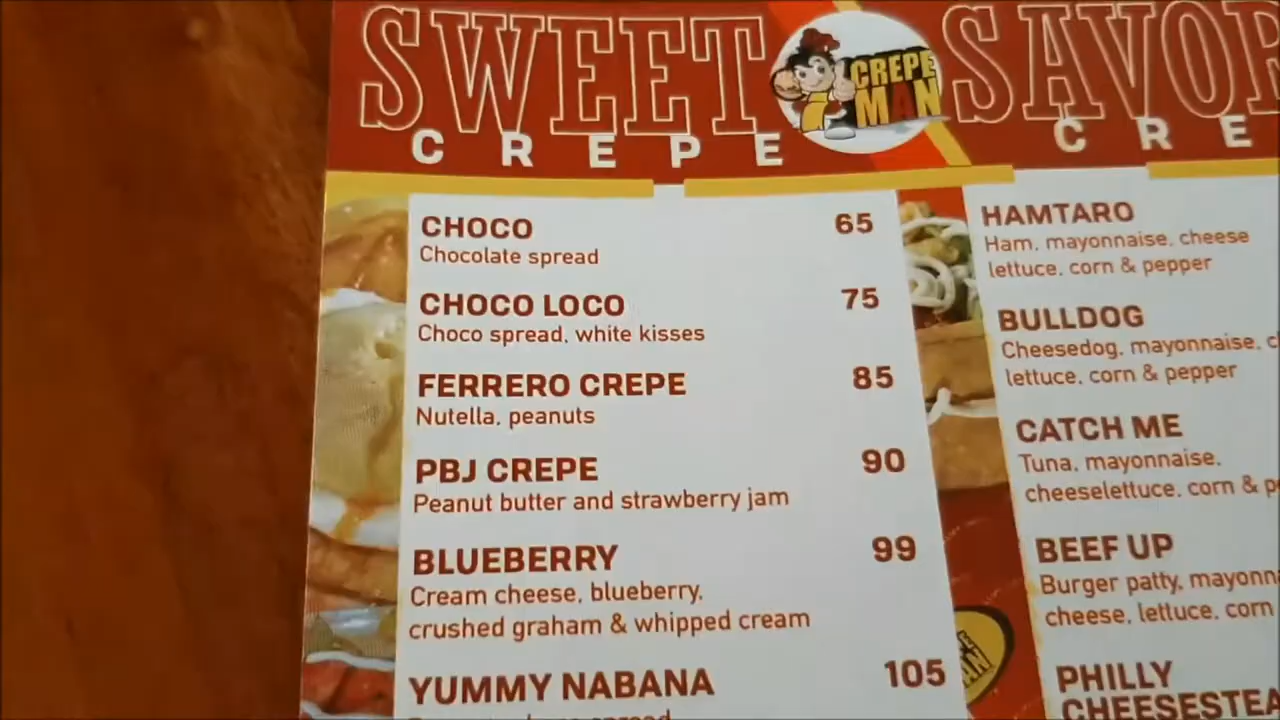 SWEET
CREPE
CREPE
MAN
CHOCO 65
Chocolate spread
CHOCO LOCO 75
Choco spread, white kisses
FERRERO CREPE 85
Nutella, peanuts
PBJ CREPE 90
Peanut butter and strawberry jam
BLUEBERRY 99
Cream cheese, blueberry,
crushed graham & whipped cream
YUMMY NABANA 105
spread
SAVOR
CRE
HAMTARO
Ham, mayonnaise, cheese
lettuce, corn & pepper
BULLDOG
Cheesedog, mayonnaise, c
lettuce, corn & pepper
CATCH ME
Tuna, mayonnaise,
cheeselettuce, corn & p
BEEF UP
Burger patty, mayonn
cheese, lettuce, corn
PHILLY
CHEESESTEA